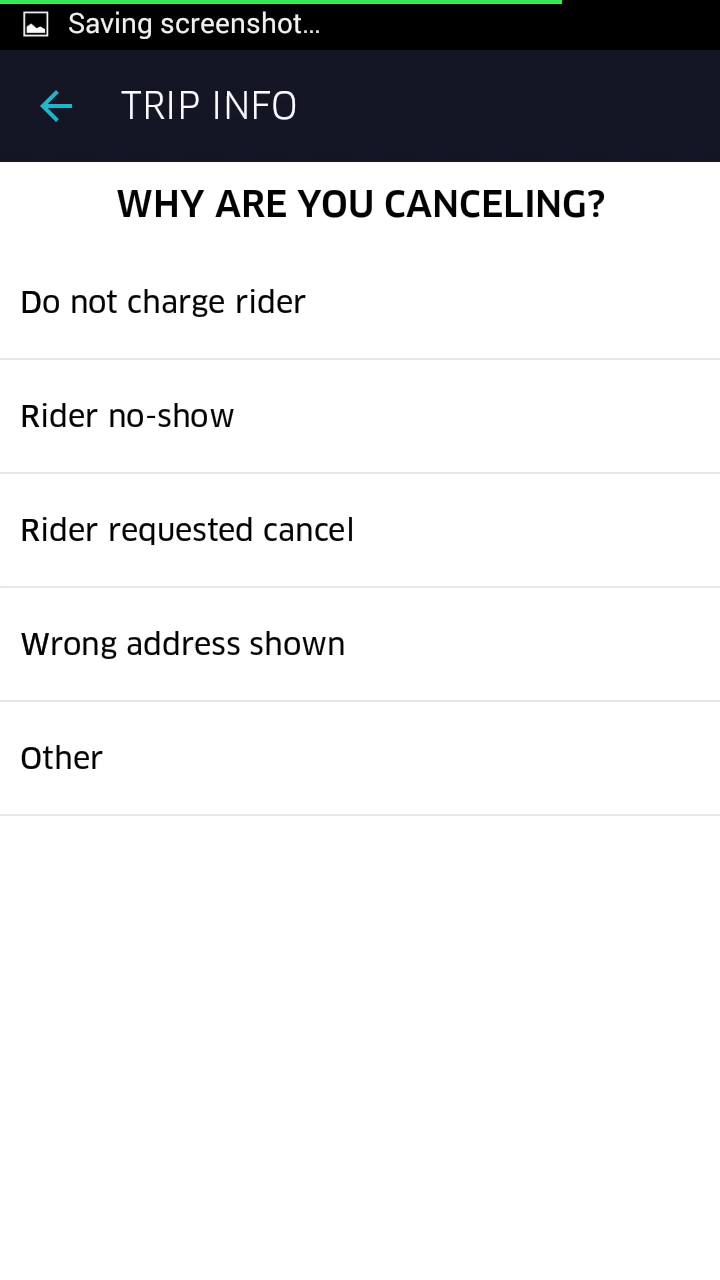 Saving screenshot...
TRIP INFO
WHY ARE YOU CANCELING?
Do not charge rider
Rider no-show
Rider requested cancel
Wrong address shown
Other